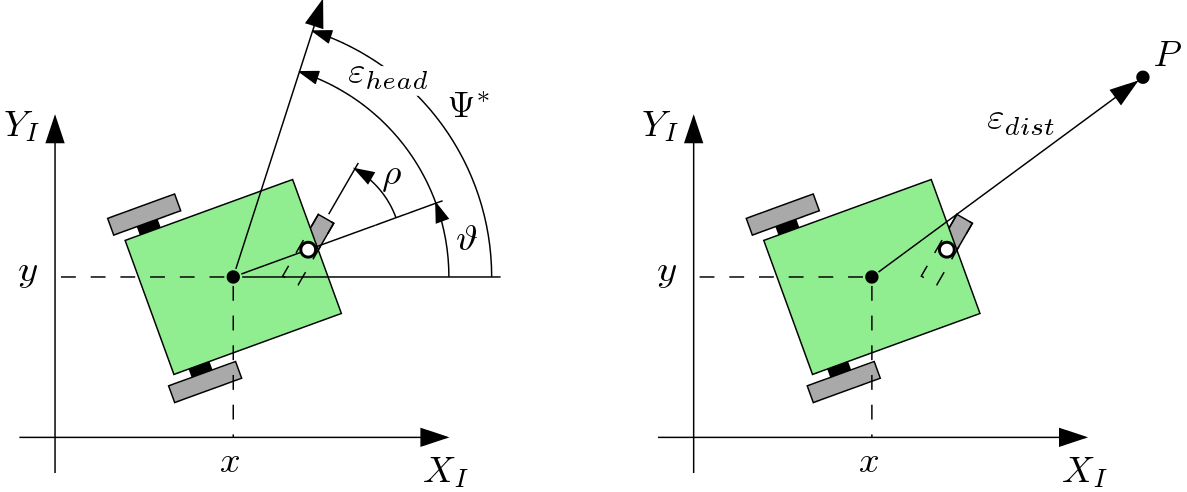 ε_head
Ψ*
Y_I
ρ
ϑ
y
x
X_I
P
ε_dist
Y_I
y
x
X_I